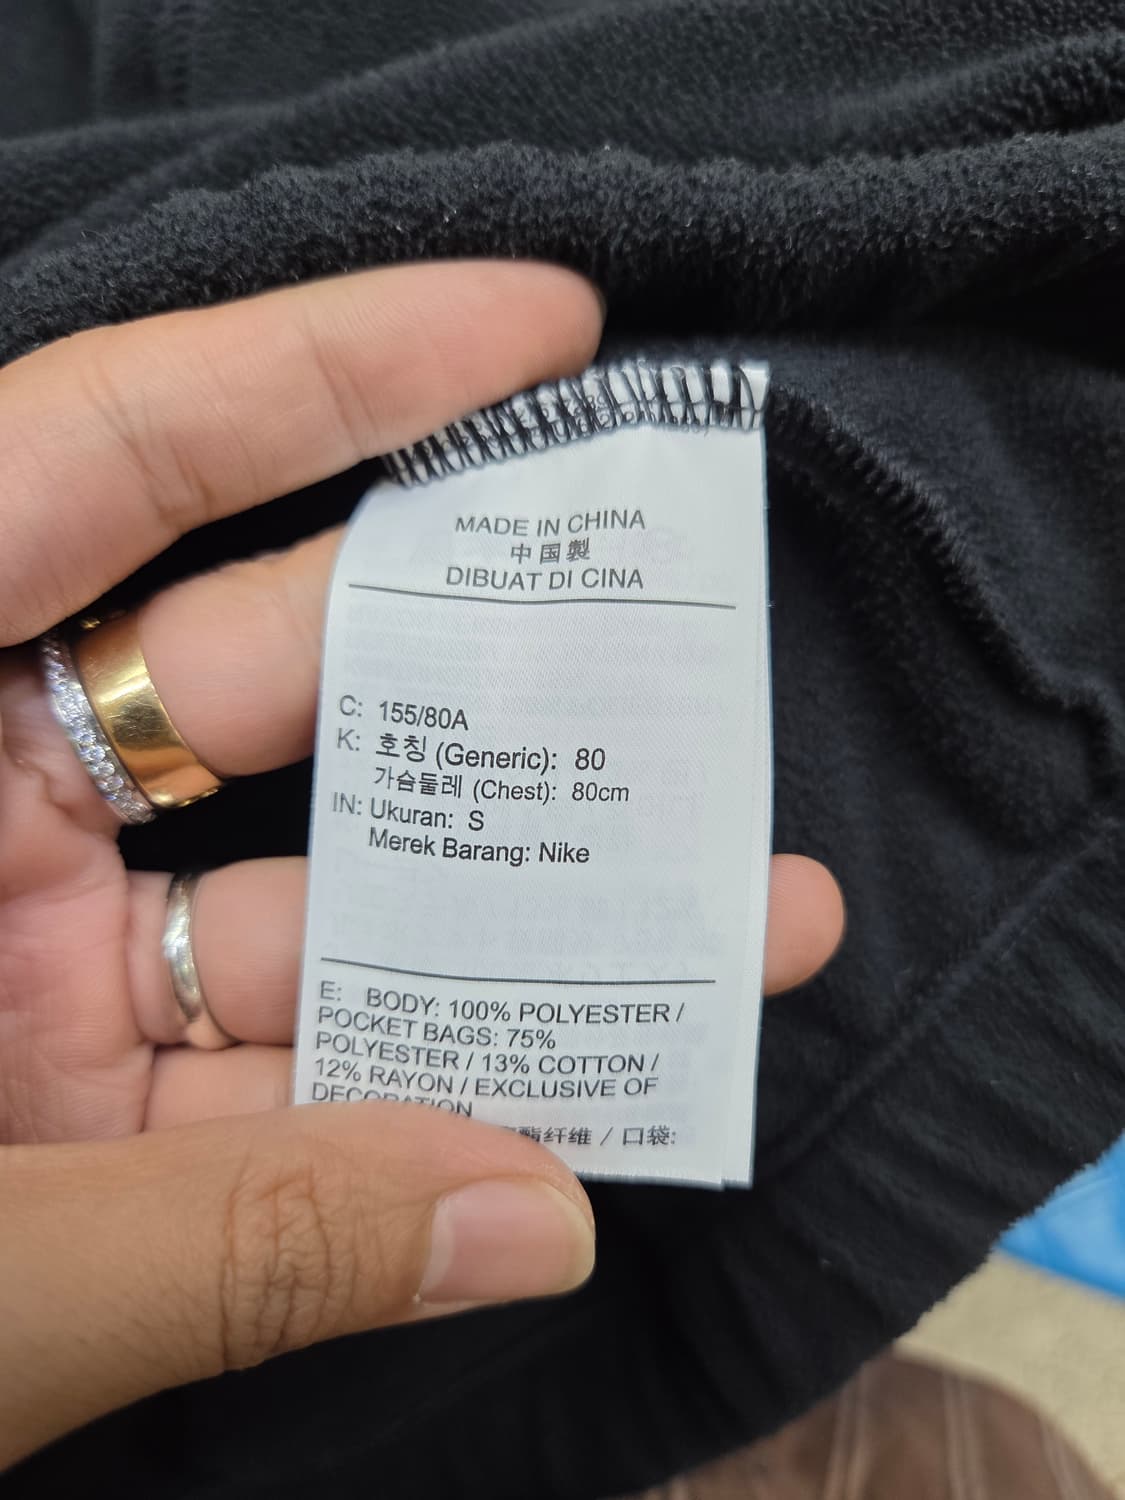 MADE IN CHINA
中国製
DIBUAT DI CINA
C: 155/80A
K: 호칭 (Generic): 80
가슴둘레 (Chest): 80cm
IN: Ukuran: S
Merek Barang: Nike
E: BODY: 100% POLYESTER /
POCKET BAGS: 75%
POLYESTER / 13% COTTON /
12% RAYON / EXCLUSIVE OF
DECORATION
酯纤维 / 口袋: